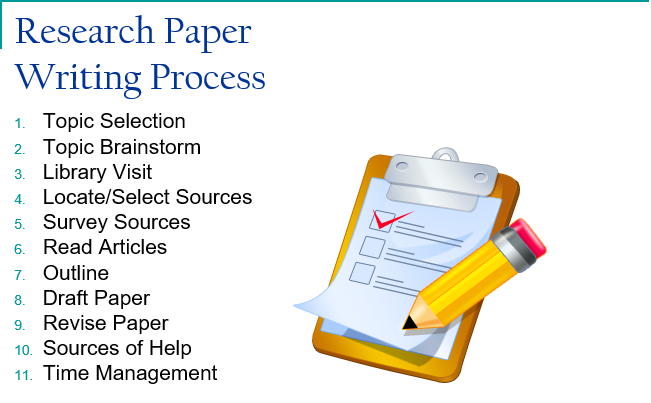 Research Paper
Writing Process
1. Topic Selection
2. Topic Brainstorm
3. Library Visit
4. Locate/Select Sources
5. Survey Sources
6. Read Articles
7. Outline
8. Draft Paper
9. Revise Paper
10. Sources of Help
11. Time Management